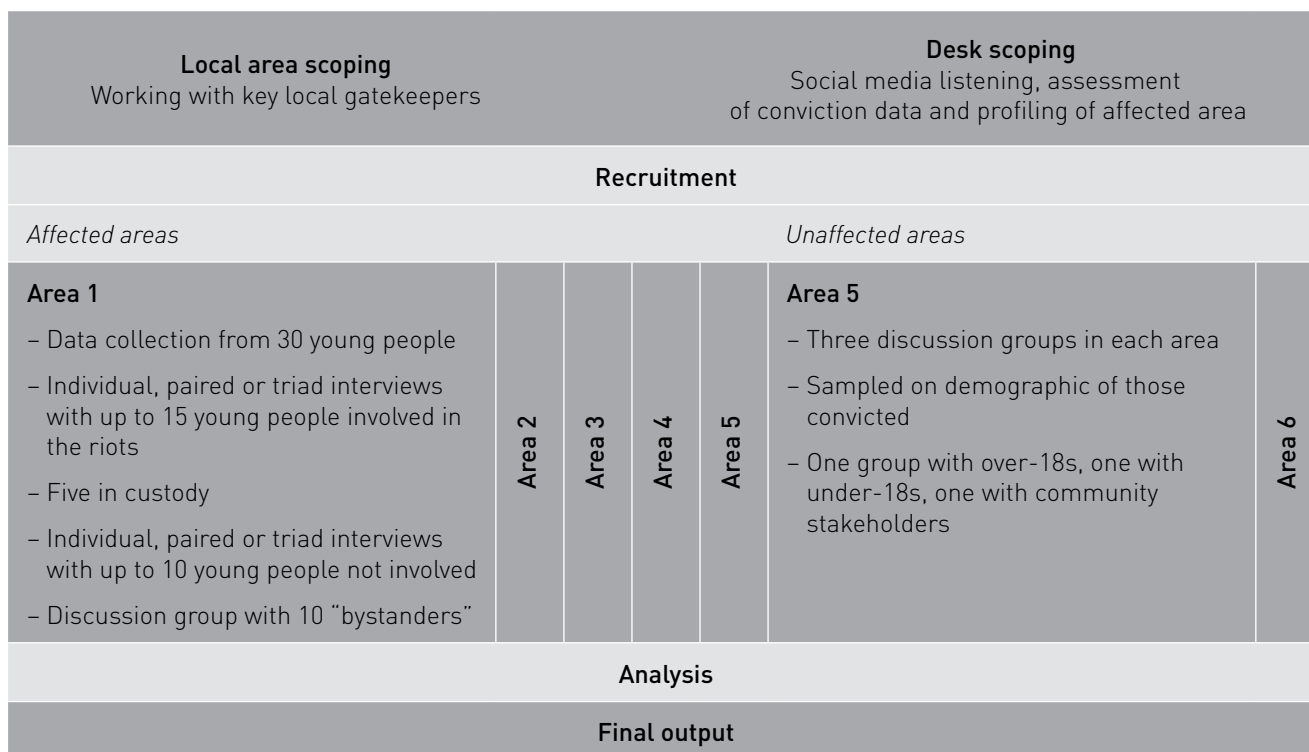 Local area scoping
Working with key local gatekeepers
Desk scoping
Social media listening, assessment
of conviction data and profiling of affected area
Recruitment
Affected areas
Unaffected areas
Area 1
– Data collection from 30 young people
– Individual, paired or triad interviews
with up to 15 young people involved in
the riots
– Five in custody
– Individual, paired or triad interviews
with up to 10 young people not involved
– Discussion group with 10 “bystanders”
Area 2
Area 3
Area 4
Area 5
Area 5
– Three discussion groups in each area
– Sampled on demographic of those
convicted
– One group with over-18s, one with
under-18s, one with community
stakeholders
Area 6
Analysis
Final output